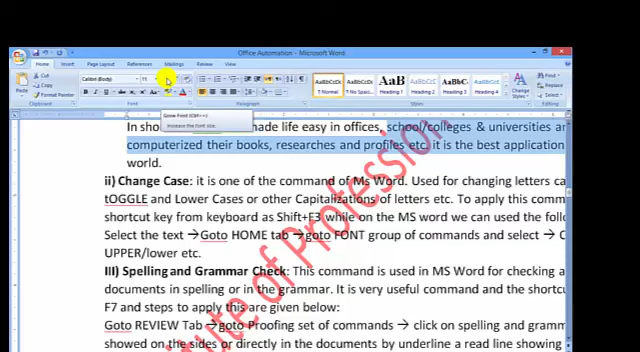 Office Automation - Microsoft Word
Home Insert Page Layout References Mailings Review View
Cut
Copy
Format Painter
Paste
Clipboard
Calibri (Body) 11
Font
Paragraph
AaBbCcDc AaBbCcDc AaB AaBbCc AaBbC
¶ Normal ¶ No Spaci... Heading 1 Heading 2 Heading 3
Change Styles
Styles
Editing
Grow Font (Ctrl+>)
Increase the font size.
In sho made life easy in offices, school/colleges & universities ar
computerized their books, researches and profiles etc. it is the best application
world.
ii) Change Case: it is one of the command of Ms Word. Used for changing letters ca
tOGGLE and Lower Cases or other Capitalizations of letters etc. To apply this comm
shortcut key from keyboard as Shift+F3 while on the MS word we can used the follo
Select the text →Goto HOME tab →goto FONT group of commands and select → C
UPPER/lower etc.
III) Spelling and Grammar Check: This command is used in MS Word for checking a
documents in spelling or in the grammar. It is very useful command and the shortcu
F7 and steps to apply this are given below:
Goto REVIEW Tab →goto Proofing set of commands → click on spelling and gramm
showed on the sides or directly in the documents by underline a read line showing
itute of Profession